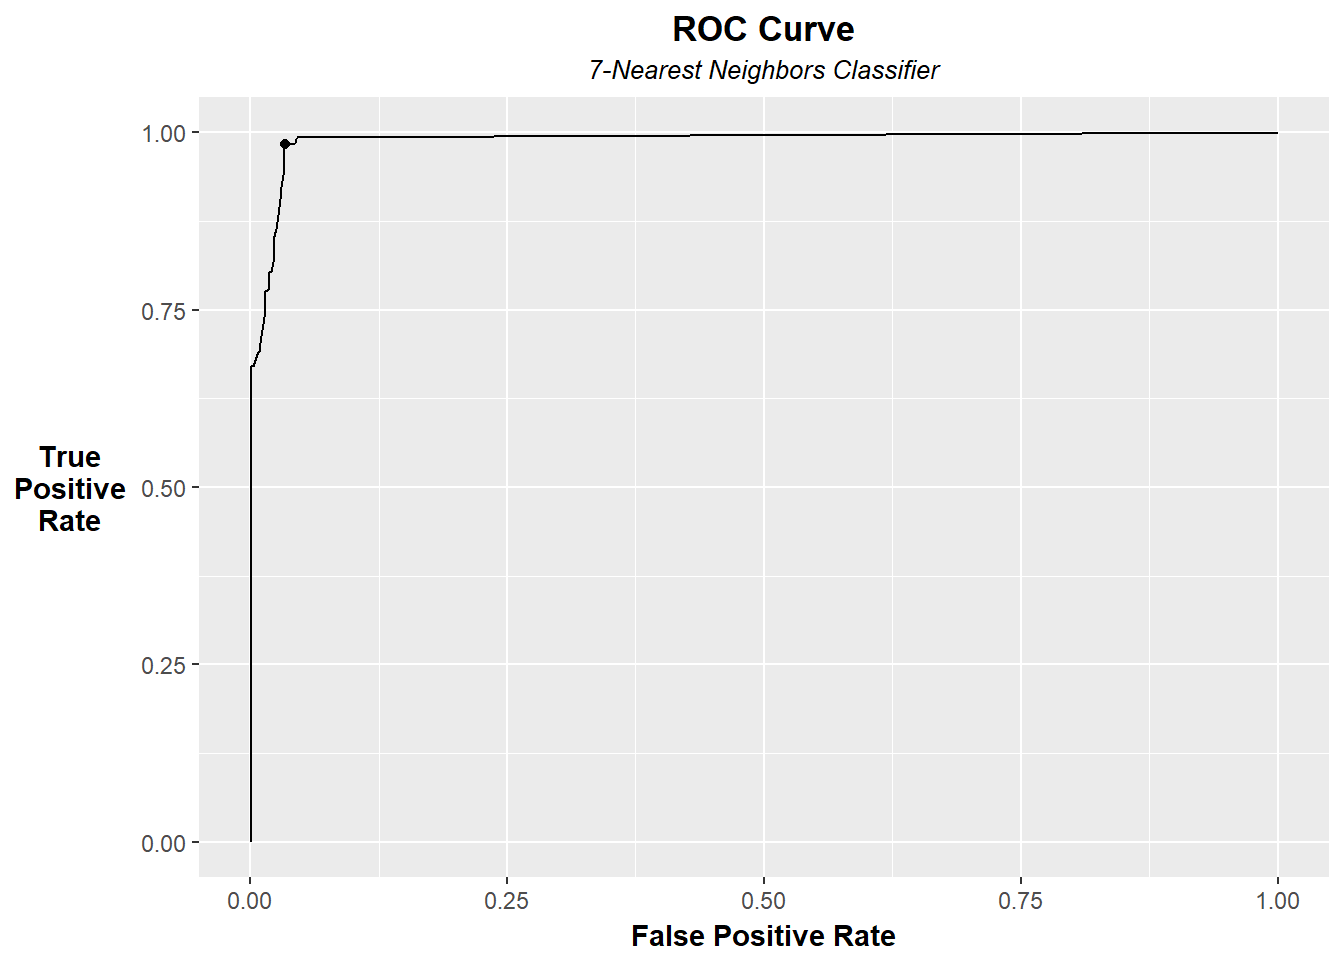 ROC Curve
7-Nearest Neighbors Classifier
True
Positive
Rate
1.00
0.75
0.50
0.25
0.00
0.00 0.25 0.50 0.75 1.00
False Positive Rate